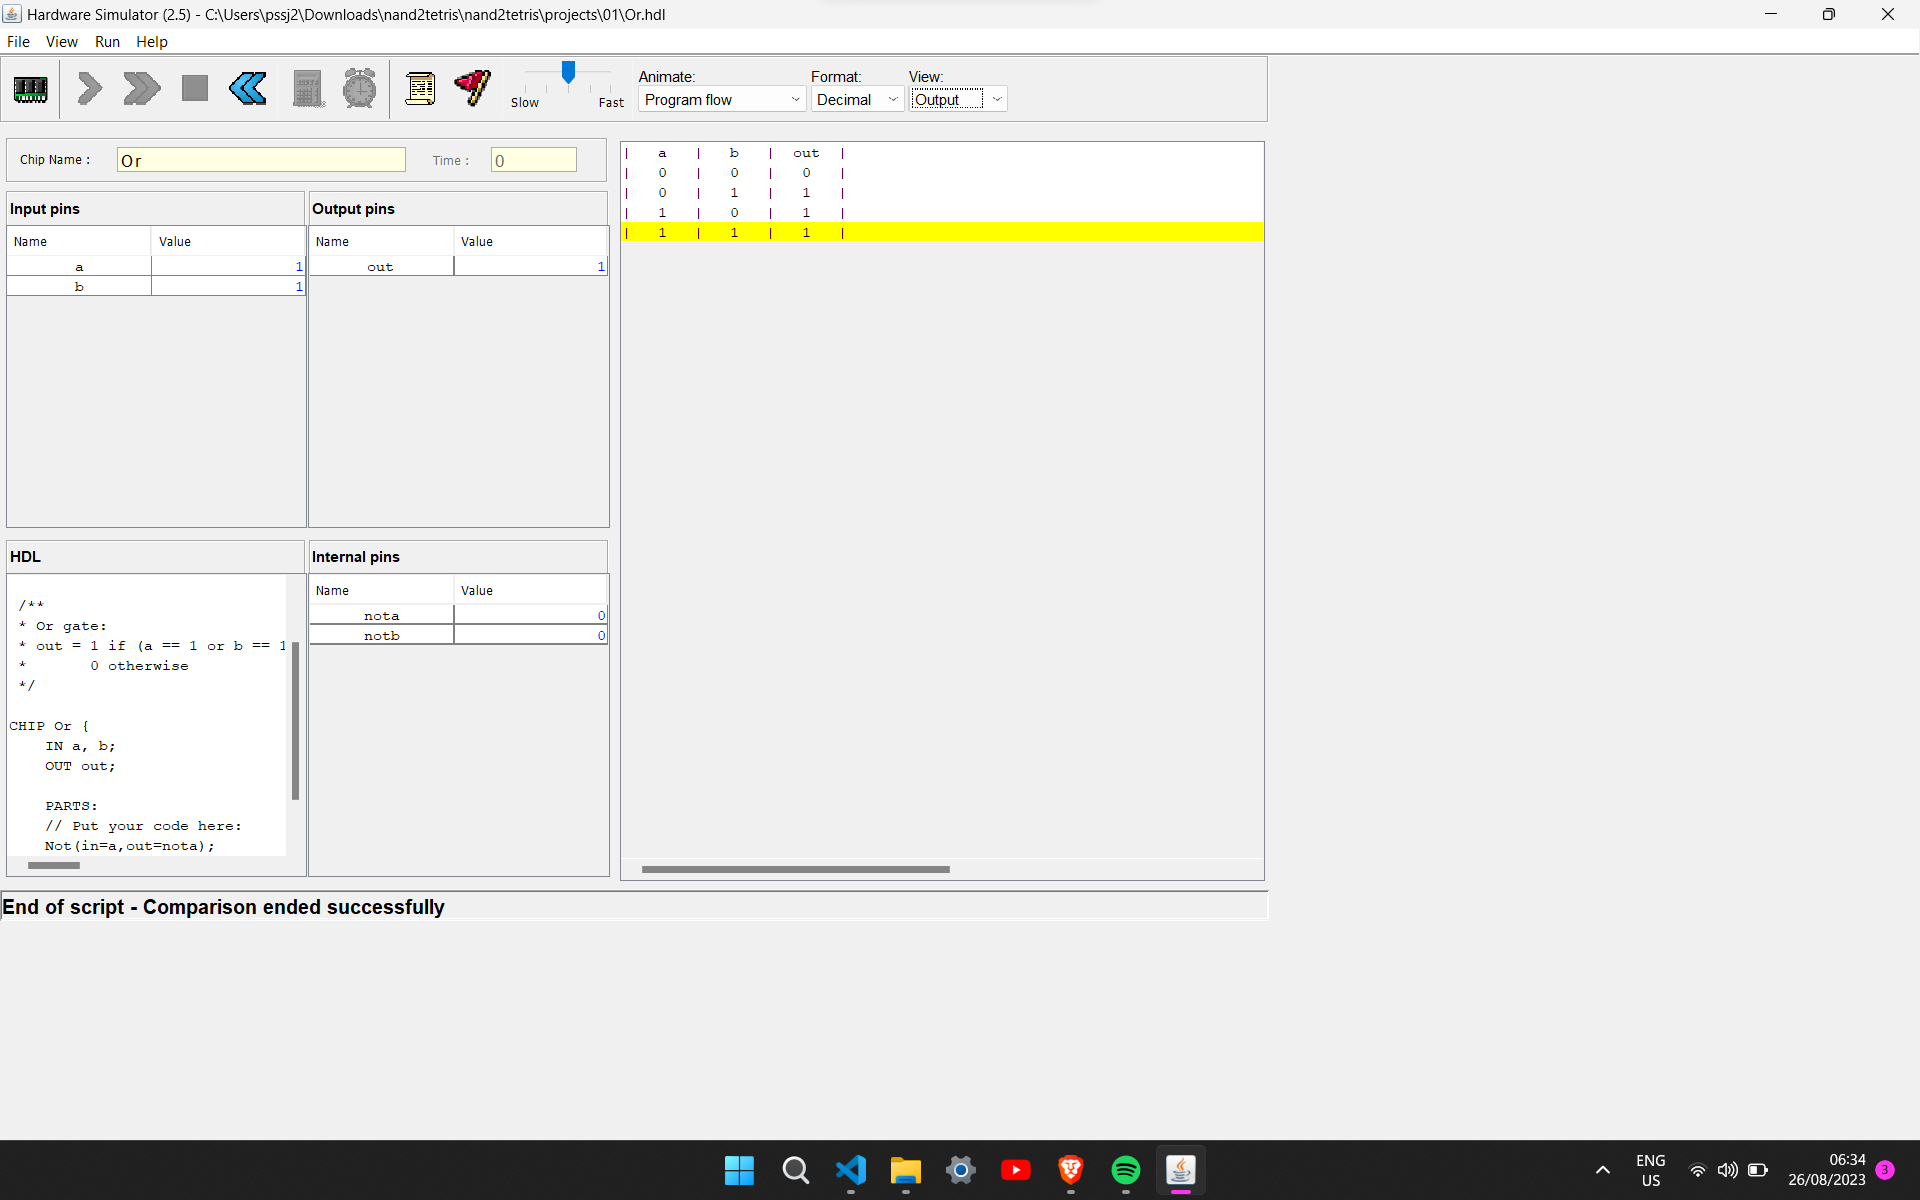 Hardware Simulator (2.5) - C:\Users\pssj2\Downloads\nand2tetris\nand2tetris\projects\01\Or.hdl
File View Run Help
Slow Fast
Animate: Format: View:
Program flow Decimal Output
Chip Name : Or Time : 0
Input pins
Name Value
a 1
b 1
Output pins
Name Value
out 1
| a | b | out |
| 0 | 0 | 0 |
| 0 | 1 | 1 |
| 1 | 0 | 1 |
| 1 | 1 | 1 |
HDL
/**
* Or gate:
* out = 1 if (a == 1 or b == 1
* 0 otherwise
*/
CHIP Or {
IN a, b;
OUT out;
PARTS:
// Put your code here:
Not(in=a,out=nota);
Internal pins
Name Value
nota 0
notb 0
End of script - Comparison ended successfully
ENG
US
06:34
26/08/2023
3